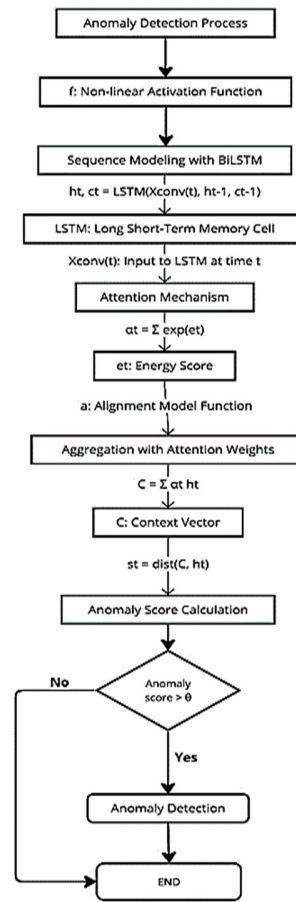 Anomaly Detection Process
f: Non-linear Activation Function
Sequence Modeling with BiLSTM
ht, ct = LSTM(Xconv(t), ht-1, ct-1)
LSTM: Long Short-Term Memory Cell
Xconv(t): Input to LSTM at time t
Attention Mechanism
αt = Σ exp(et)
et: Energy Score
a: Alignment Model Function
Aggregation with Attention Weights
C = Σ αt ht
C: Context Vector
st = dist(C, ht)
Anomaly Score Calculation
No
Anomaly
score > θ
Yes
Anomaly Detection
END